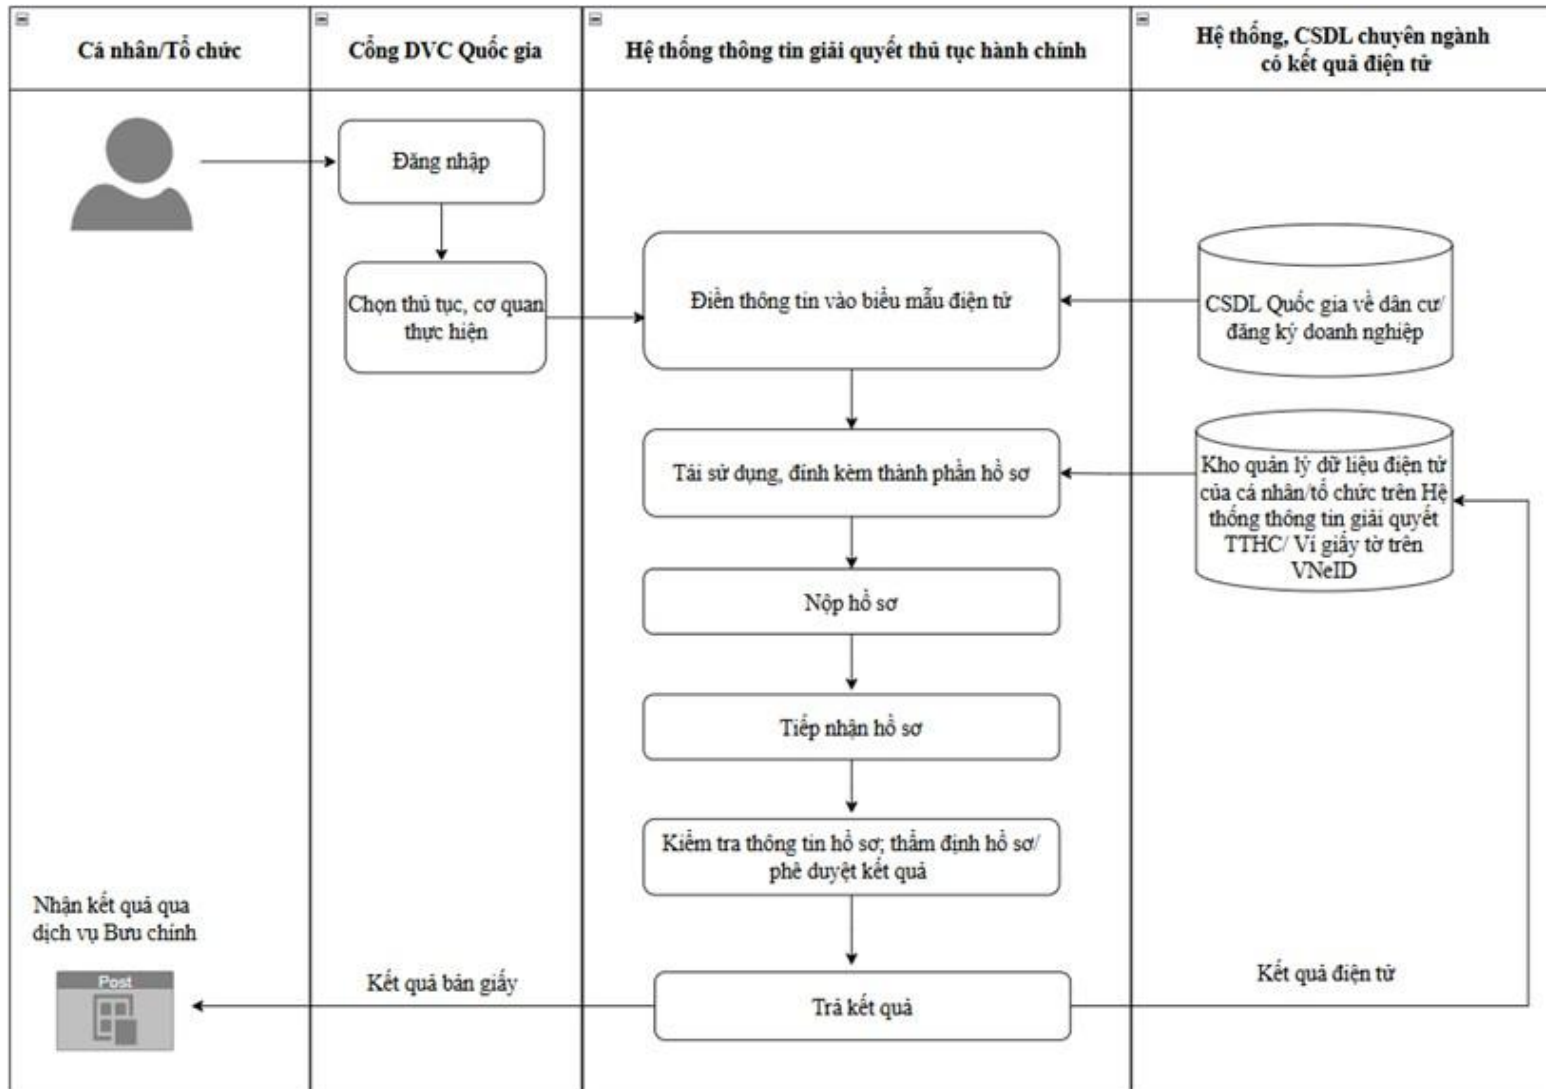 Cá nhân/Tổ chức
Cổng DVC Quốc gia
Hệ thống thông tin giải quyết thủ tục hành chính
Hệ thống, CSDL chuyên ngành
có kết quả điện tử
Đăng nhập
Chọn thủ tục, cơ quan
thực hiện
Điền thông tin vào biểu mẫu điện tử
CSDL Quốc gia về dân cư/
đăng ký doanh nghiệp
Tái sử dụng, đính kèm thành phần hồ sơ
Kho quản lý dữ liệu điện tử
của cá nhân/tổ chức trên Hệ
thống thông tin giải quyết
TTHC/ Ví giấy tờ trên
VNeID
Nộp hồ sơ
Tiếp nhận hồ sơ
Kiểm tra thông tin hồ sơ; thẩm định hồ sơ/
phê duyệt kết quả
Nhận kết quả qua
dịch vụ Bưu chính
Post
Kết quả bản giấy
Trả kết quả
Kết quả điện tử